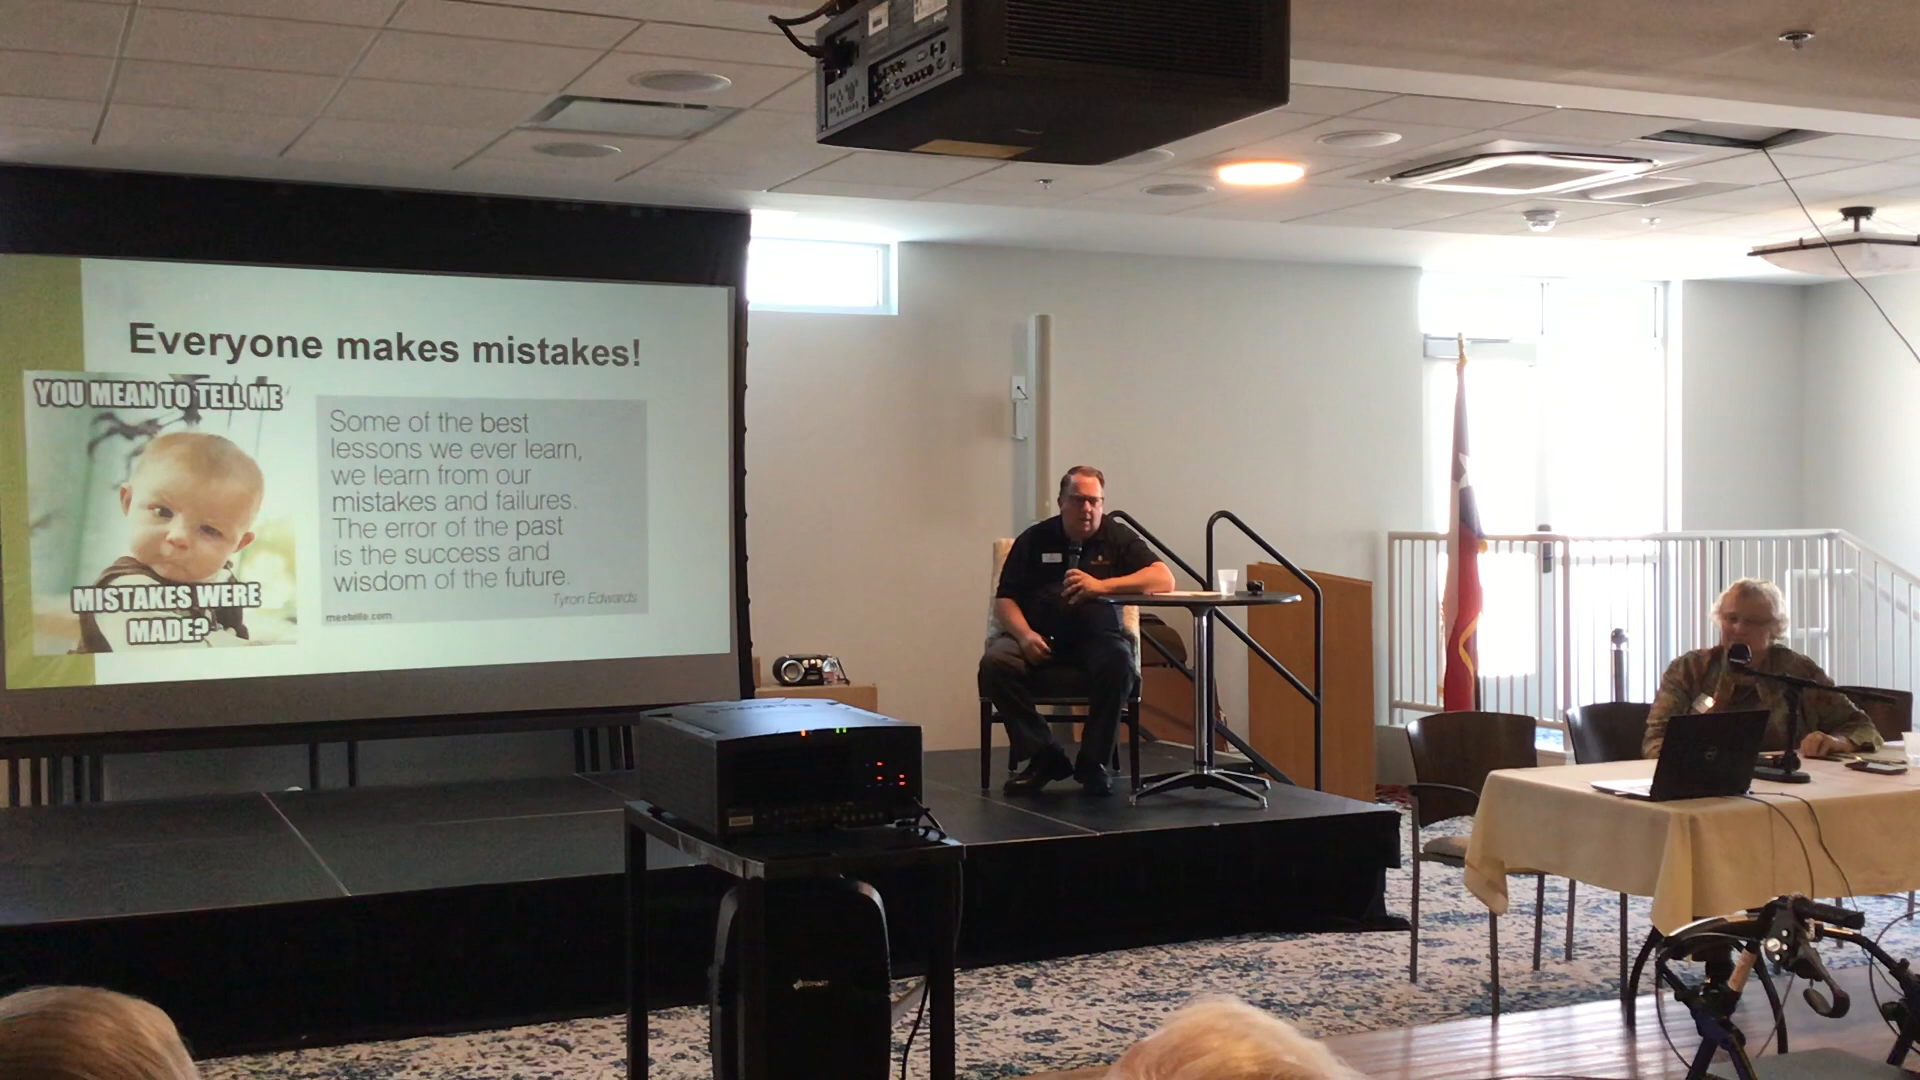 Everyone makes mistakes!
YOU MEAN TO TELL ME
MISTAKES WERE
MADE?
Some of the best
lessons we ever learn,
we learn from our
mistakes and failures.
The error of the past
is the success and
wisdom of the future.
Tyron Edwards
meetville.com